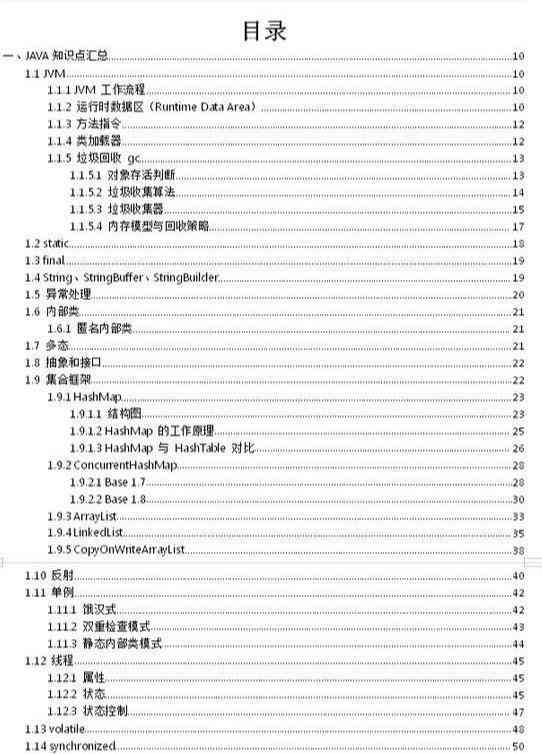 目录
一、JAVA 知识点汇总 10
1.1 JVM 10
1.1.1 JVM 工作流程 10
1.1.2 运行时数据区（Runtime Data Area） 10
1.1.3 方法指令 12
1.1.4 类加载器 12
1.1.5 垃圾回收 gc 13
1.1.5.1 对象存活判断 13
1.1.5.2 垃圾收集算法 14
1.1.5.3 垃圾收集器 15
1.1.5.4 内存模型与回收策略 17
1.2 static 18
1.3 final 19
1.4 String、StringBuffer、StringBuilder 19
1.5 异常处理 20
1.6 内部类 21
1.6.1 匿名内部类 21
1.7 多态 21
1.8 抽象和接口 22
1.9 集合框架 22
1.9.1 HashMap 23
1.9.1.1 结构图 23
1.9.1.2 HashMap 的工作原理 25
1.9.1.3 HashMap 与 HashTable 对比 26
1.9.2 ConcurrentHashMap 28
1.9.2.1 Base 1.7 28
1.9.2.2 Base 1.8 30
1.9.3 ArrayList 33
1.9.4 LinkedList 35
1.9.5 CopyOnWriteArrayList 38
1.10 反射 40
1.11 单例 42
1.11.1 饿汉式 42
1.11.2 双重检查模式 43
1.11.3 静态内部类模式 44
1.12 线程 45
1.12.1 属性 45
1.12.2 状态 45
1.12.3 状态控制 47
1.13 volatile 48
1.14 synchronized 50